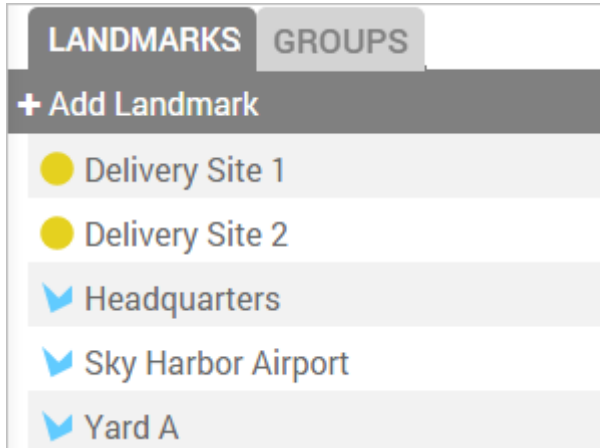 LANDMARKS GROUPS
+ Add Landmark
Delivery Site 1
Delivery Site 2
Headquarters
Sky Harbor Airport
Yard A